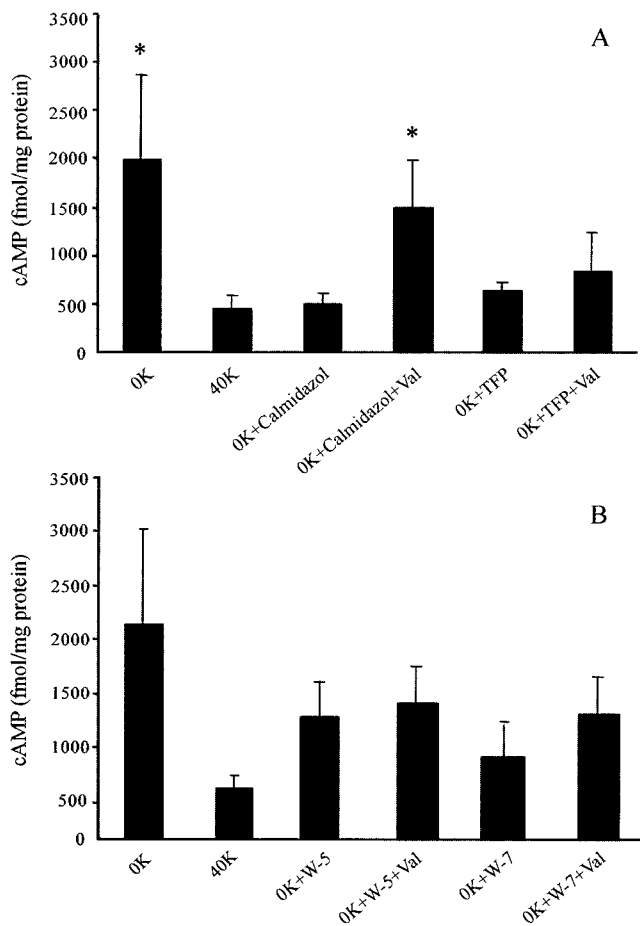 A
3500
*
3000
2500
*
2000
1500
1000
500
0
cAMP (fmol/mg protein)
0K
40K
0K+Calmidazol
0K+Calmidazol+Val
0K+TFP
0K+TFP+Val
B
3500
3000
2500
2000
1500
1000
500
0
cAMP (fmol/mg protein)
0K
40K
0K+W-5
0K+W-5+Val
0K+W-7
0K+W-7+Val